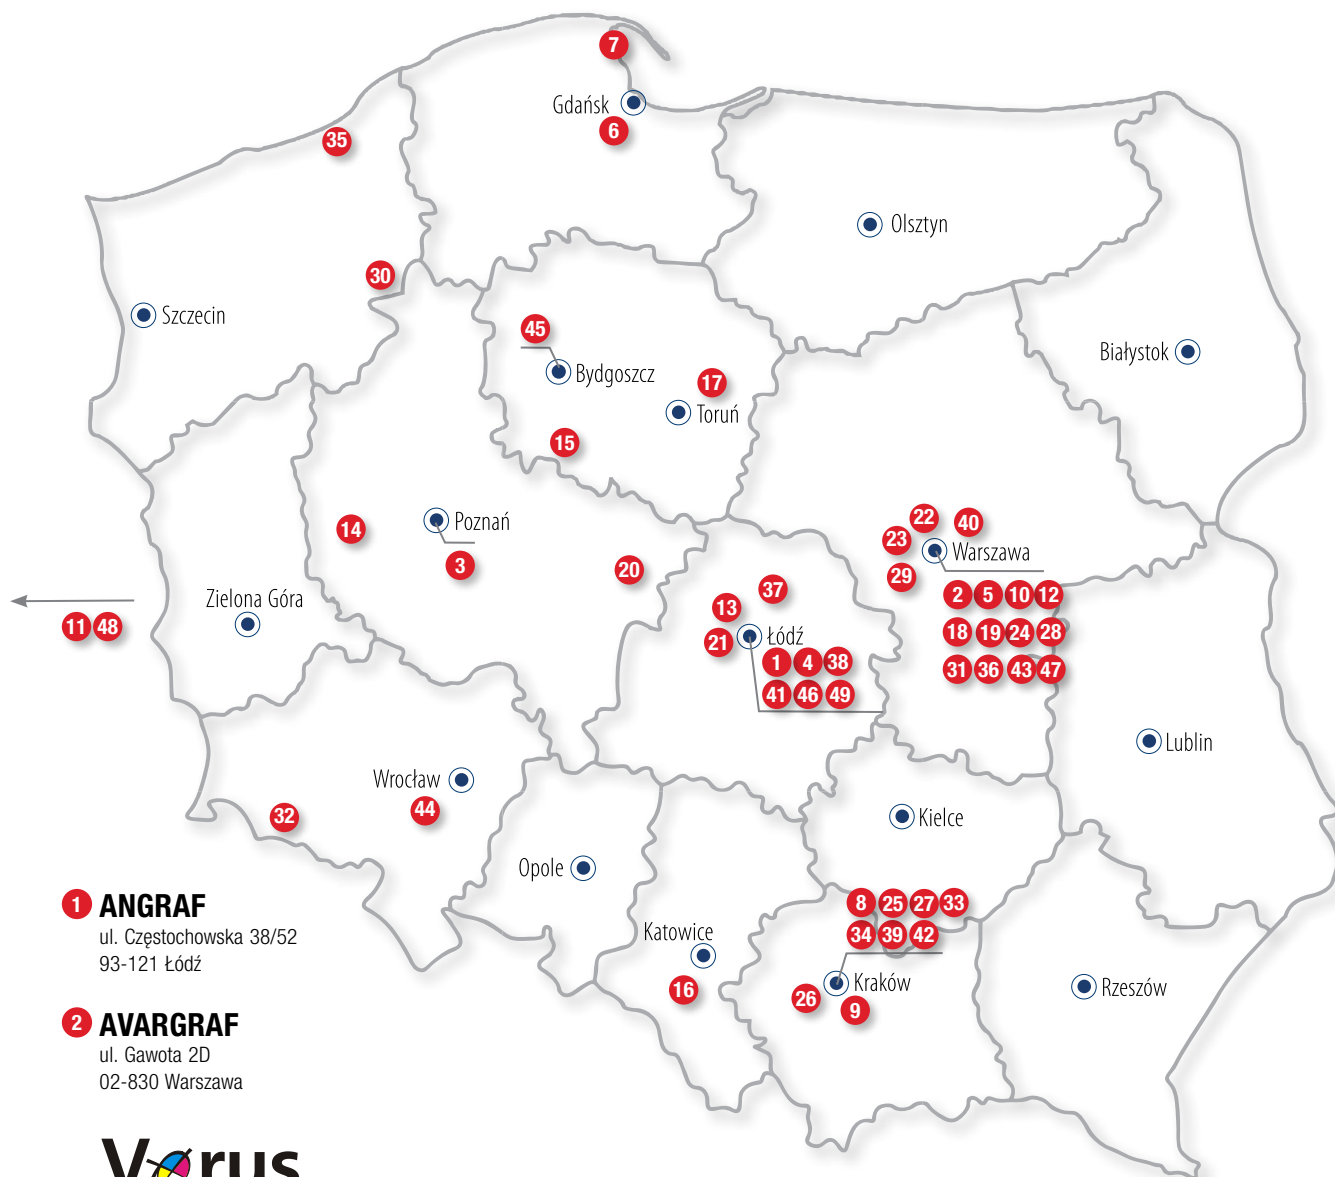 7
Gdańsk
6
35
Olsztyn
30
Szczecin
45
Bydgoszcz
Białystok
17
Toruń
15
14
Poznań
3
20
22
40
23
Warszawa
29
2 5 10 12
18 19 24 28
31 36 43 47
37
13
21
Łódź
1 4 38
41 46 49
Zielona Góra
11 48
Lublin
Wrocław
44
32
Kielce
Opole
8 25 27 33
34 39 42
Katowice
16
Kraków
26
9
Rzeszów
1 ANGRAF
ul. Częstochowska 38/52
93-121 Łódź
2 AVARGRAF
ul. Gawota 2D
02-830 Warszawa
Vorus